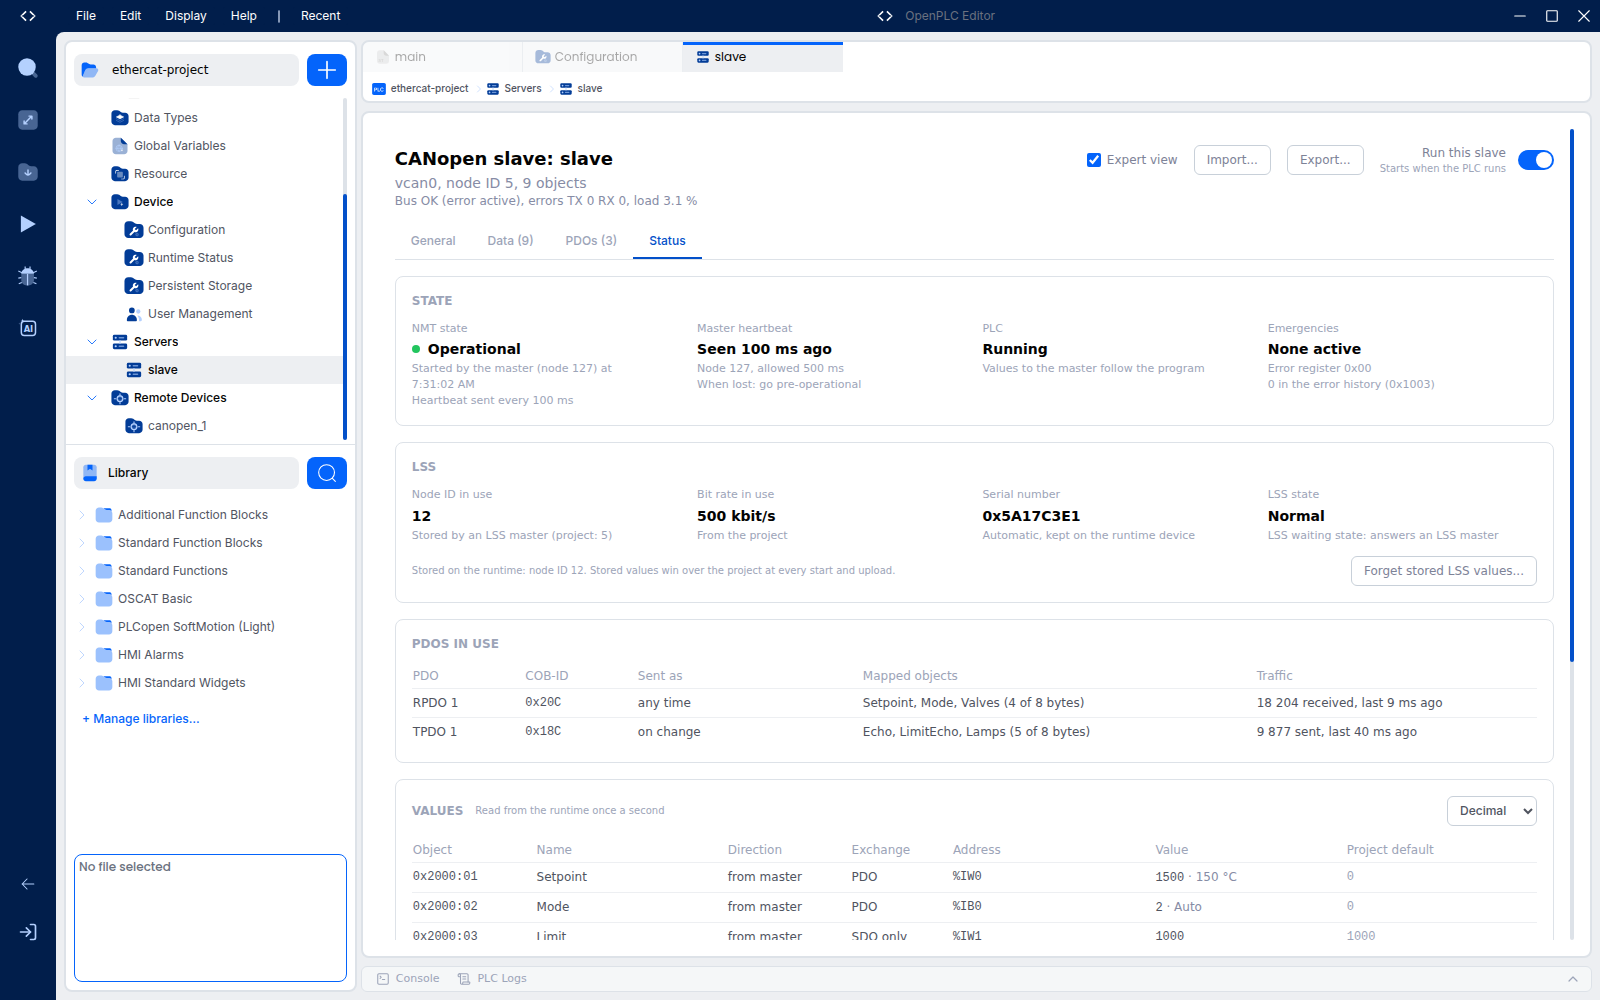 File Edit Display Help | Recent
OpenPLC Editor
ethercat-project
Data Types
Global Variables
Resource
Device
Configuration
Runtime Status
Persistent Storage
User Management
Servers
slave
Remote Devices
canopen_1
Library
Additional Function Blocks
Standard Function Blocks
Standard Functions
OSCAT Basic
PLCopen SoftMotion (Light)
HMI Alarms
HMI Standard Widgets
+ Manage libraries...
No file selected
AI
main Configuration slave
PLC ethercat-project Servers slave
CANopen slave: slave
vcan0, node ID 5, 9 objects
Bus OK (error active), errors TX 0 RX 0, load 3.1 %
Expert view Import... Export... Run this slave
Starts when the PLC runs
General Data (9) PDOs (3) Status
STATE
NMT state Master heartbeat PLC Emergencies
Operational Seen 100 ms ago Running None active
Started by the master (node 127) at Node 127, allowed 500 ms Values to the master follow the program Error register 0x00
7:31:02 AM When lost: go pre-operational 0 in the error history (0x1003)
Heartbeat sent every 100 ms
LSS
Node ID in use Bit rate in use Serial number LSS state
12 500 kbit/s 0x5A17C3E1 Normal
Stored by an LSS master (project: 5) From the project Automatic, kept on the runtime device LSS waiting state: answers an LSS master
Stored on the runtime: node ID 12. Stored values win over the project at every start and upload. Forget stored LSS values...
PDOS IN USE
PDO COB-ID Sent as Mapped objects Traffic
RPDO 1 0x20C any time Setpoint, Mode, Valves (4 of 8 bytes) 18 204 received, last 9 ms ago
TPDO 1 0x18C on change Echo, LimitEcho, Lamps (5 of 8 bytes) 9 877 sent, last 40 ms ago
VALUES Read from the runtime once a second Decimal
Object Name Direction Exchange Address Value Project default
0x2000:01 Setpoint from master PDO %IW0 1500 · 150 °C 0
0x2000:02 Mode from master PDO %IB0 2 · Auto 0
0x2000:03 Limit from master SDO only %IW1 1000 1000
Console PLC Logs